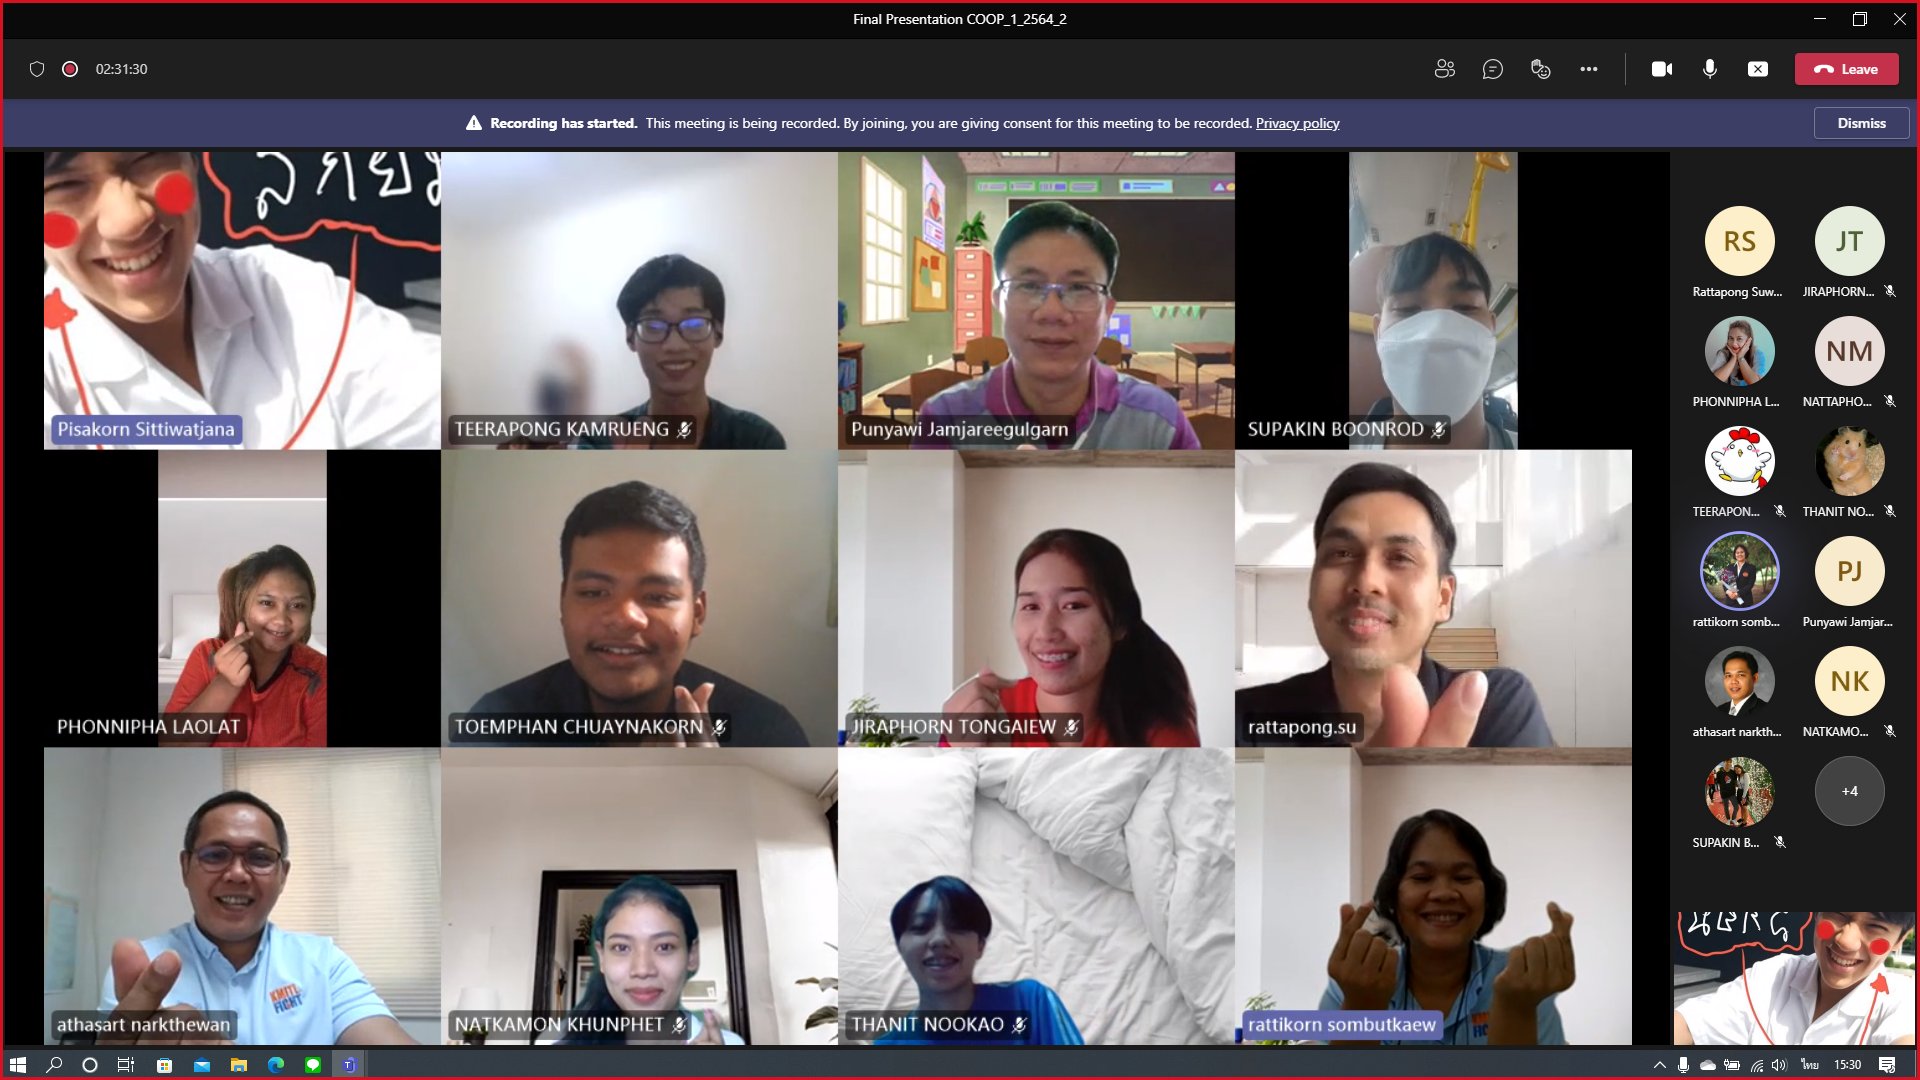 Final Presentation COOP_1_2564_2
02:31:30
Leave
Recording has started. This meeting is being recorded. By joining, you are giving consent for this meeting to be recorded. Privacy policy
Dismiss
Pisakorn Sittiwatjana
TEERAPONG KAMRUENG
Punyawi Jamjareegulgarn
SUPAKIN BOONROD
PHONNIPHA LAOLAT
TOEMPHAN CHUAYNAKORN
JIRAPHORN TONGAIEW
rattapong.su
KMITL
FIGHT
athasart narkthewan
NATKAMON KHUNPHET
THANIT NOOKAO
rattikorn sombutkaew
RS
JT
Rattapong Suw...
JIRAPHORN...
NM
PHONNIPHA L...
NATTAPHO...
TEERAPON...
THANIT NO...
PJ
rattikorn somb...
Punyawi Jamjar...
NK
athasart narkth...
NATKAMO...
+4
SUPAKIN B...
ไทย
15:30